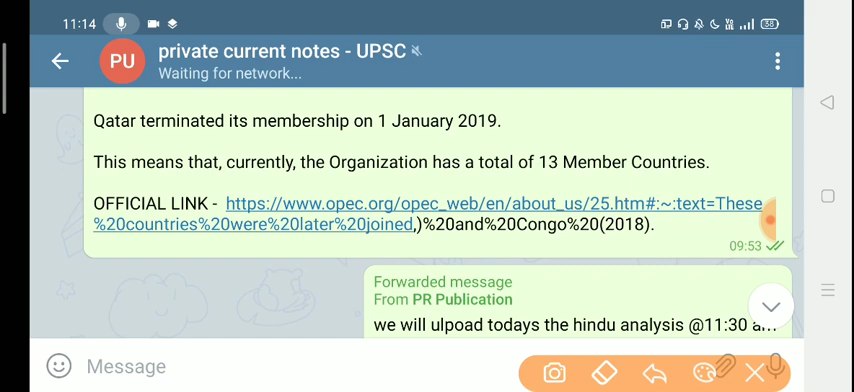 11:14
38
PU
private current notes - UPSC
Waiting for network...
Qatar terminated its membership on 1 January 2019.
This means that, currently, the Organization has a total of 13 Member Countries.
OFFICIAL LINK - https://www.opec.org/opec_web/en/about_us/25.htm#:~:text=These
%20countries%20were%20later%20joined,)%20and%20Congo%20(2018).
09:53
Forwarded message
From PR Publication
we will ulpoad todays the hindu analysis @11:30 am
Message